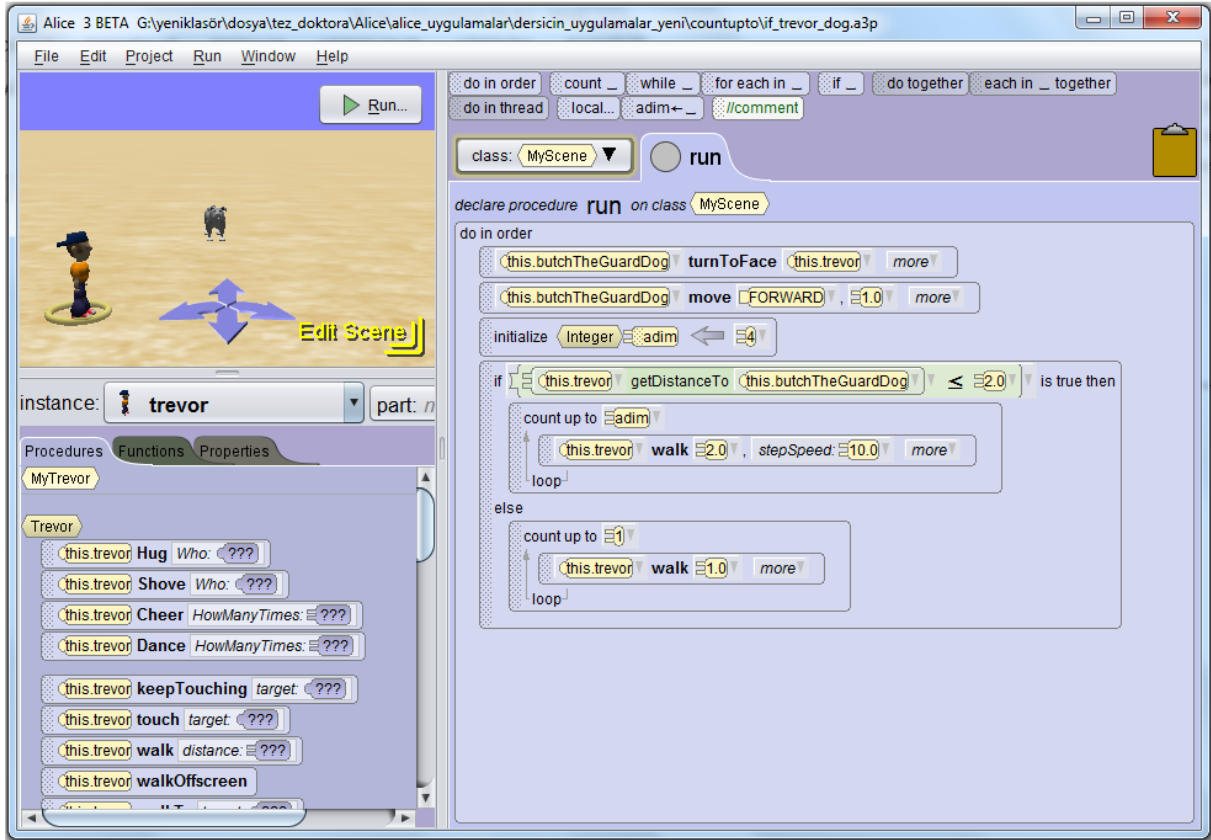 Alice 3 BETA G:\yeniklasör\dosya\tez_doktora\Alice\alice_uygulamalar\dersicin_uygulamalar_yeni\countupto\if_trevor_dog.a3p
File Edit Project Run Window Help
Run...
Edit Scene
instance: trevor part: n
Procedures Functions Properties
MyTrevor
Trevor
this.trevor Hug Who: ???
this.trevor Shove Who: ???
this.trevor Cheer HowManyTimes: ???
this.trevor Dance HowManyTimes: ???
this.trevor keepTouching target: ???
this.trevor touch target: ???
this.trevor walk distance: ???
this.trevor walkOffscreen
do in order count _ while _ for each in _ if _ do together each in _ together
do in thread local... adim←_ //comment
class: MyScene run
declare procedure run on class MyScene
do in order
this.butchTheGuardDog turnToFace this.trevor more
this.butchTheGuardDog move FORWARD , 1.0 more
initialize Integer adim 4
if this.trevor getDistanceTo this.butchTheGuardDog ≤ 2.0 is true then
count up to adim
this.trevor walk 2.0 , stepSpeed: 10.0 more
loop
else
count up to 1
this.trevor walk 1.0 more
loop